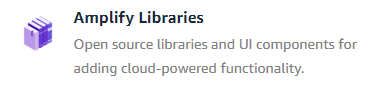 Amplify Libraries
Open source libraries and UI components for
adding cloud-powered functionality.